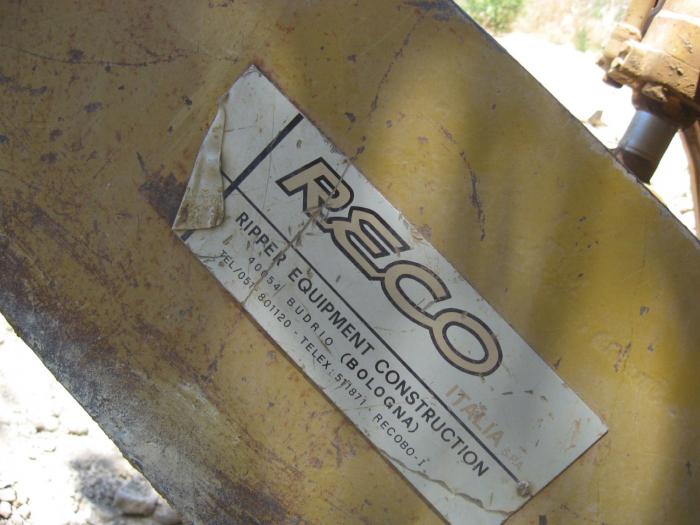 RECO
ITALIA S.P.A.
RIPPER EQUIPMENT CONSTRUCTION
40054 BUDRIO (BOLOGNA)
TEL/051-801120 - TELEX: 511871 - RECOBO-I